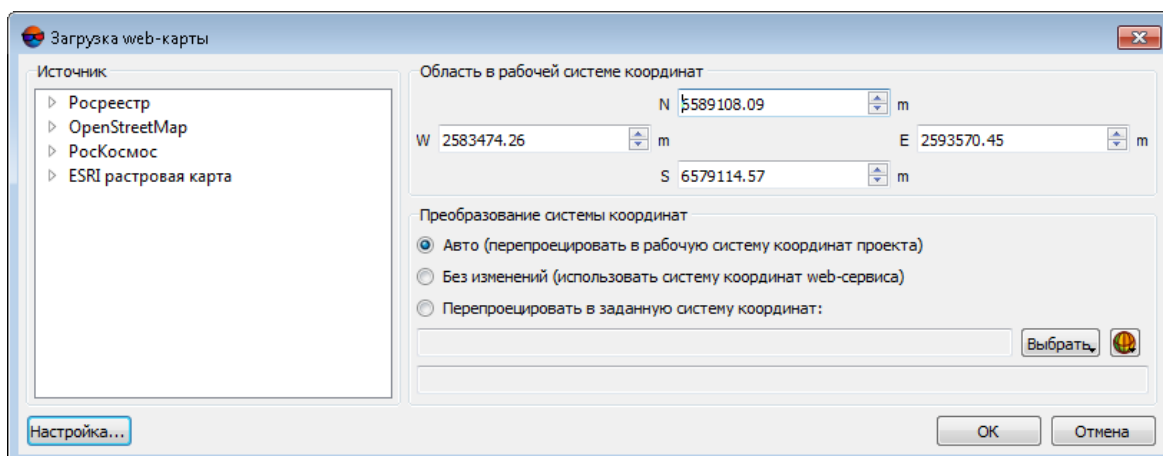 Загрузка web-карты
Источник
Росреестр
OpenStreetMap
РосКосмос
ESRI растровая карта
Настройка...
Область в рабочей системе координат
N 6589108.09 m
W 2583474.26 m E 2593570.45 m
S 6579114.57 m
Преобразование системы координат
Авто (перепроецировать в рабочую систему координат проекта)
Без изменений (использовать систему координат web-сервиса)
Перепроецировать в заданную систему координат:
Выбрать
OK Отмена